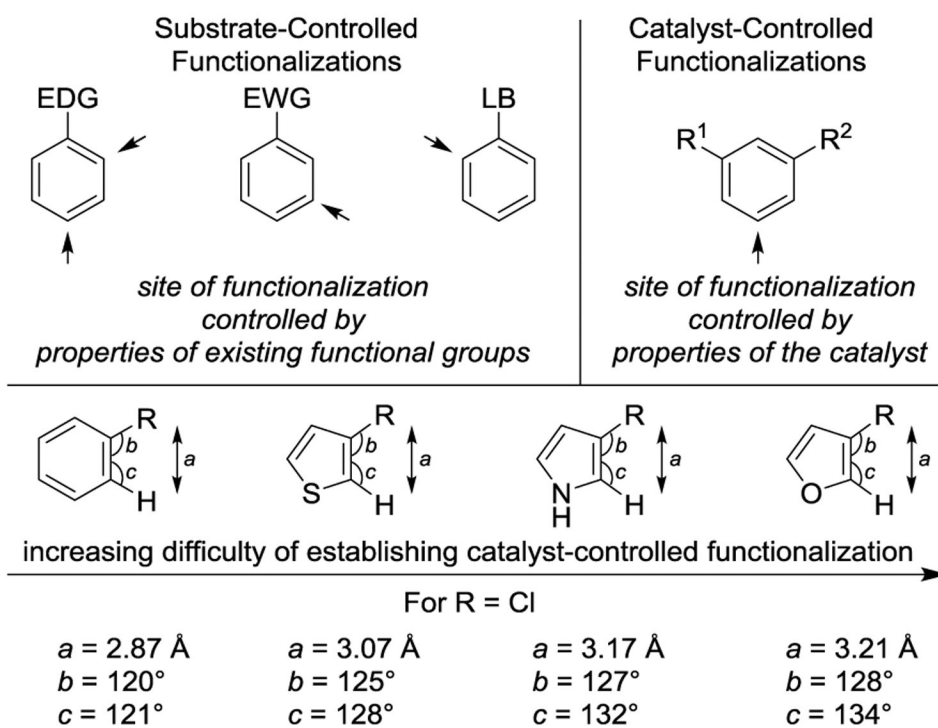 Substrate-Controlled
Functionalizations
EDG
EWG
LB
site of functionalization
controlled by
properties of existing functional groups
Catalyst-Controlled
Functionalizations
R¹
R²
site of functionalization
controlled by
properties of the catalyst
R
b
c
a
H
R
b
c
a
S
H
R
b
c
a
N
H
H
R
b
c
a
O
H
increasing difficulty of establishing catalyst-controlled functionalization
For R = Cl
a = 2.87 Å
b = 120°
c = 121°
a = 3.07 Å
b = 125°
c = 128°
a = 3.17 Å
b = 127°
c = 132°
a = 3.21 Å
b = 128°
c = 134°